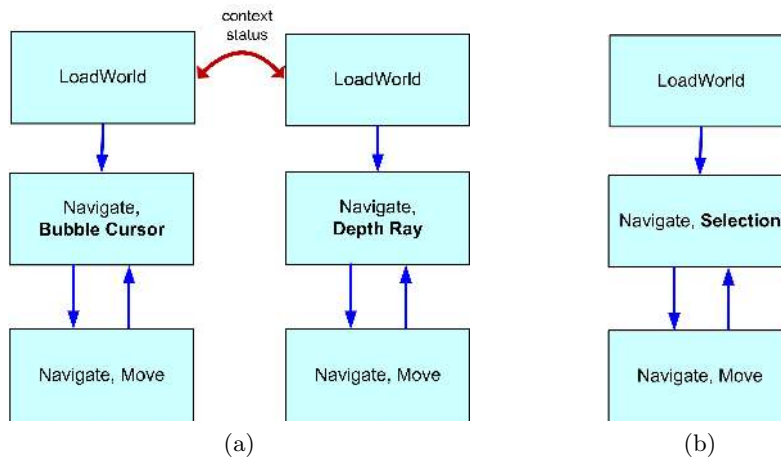 context
status
LoadWorld
LoadWorld
LoadWorld
Navigate,
Bubble Cursor
Navigate,
Depth Ray
Navigate, Selection
Navigate, Move
Navigate, Move
Navigate, Move
(a)
(b)